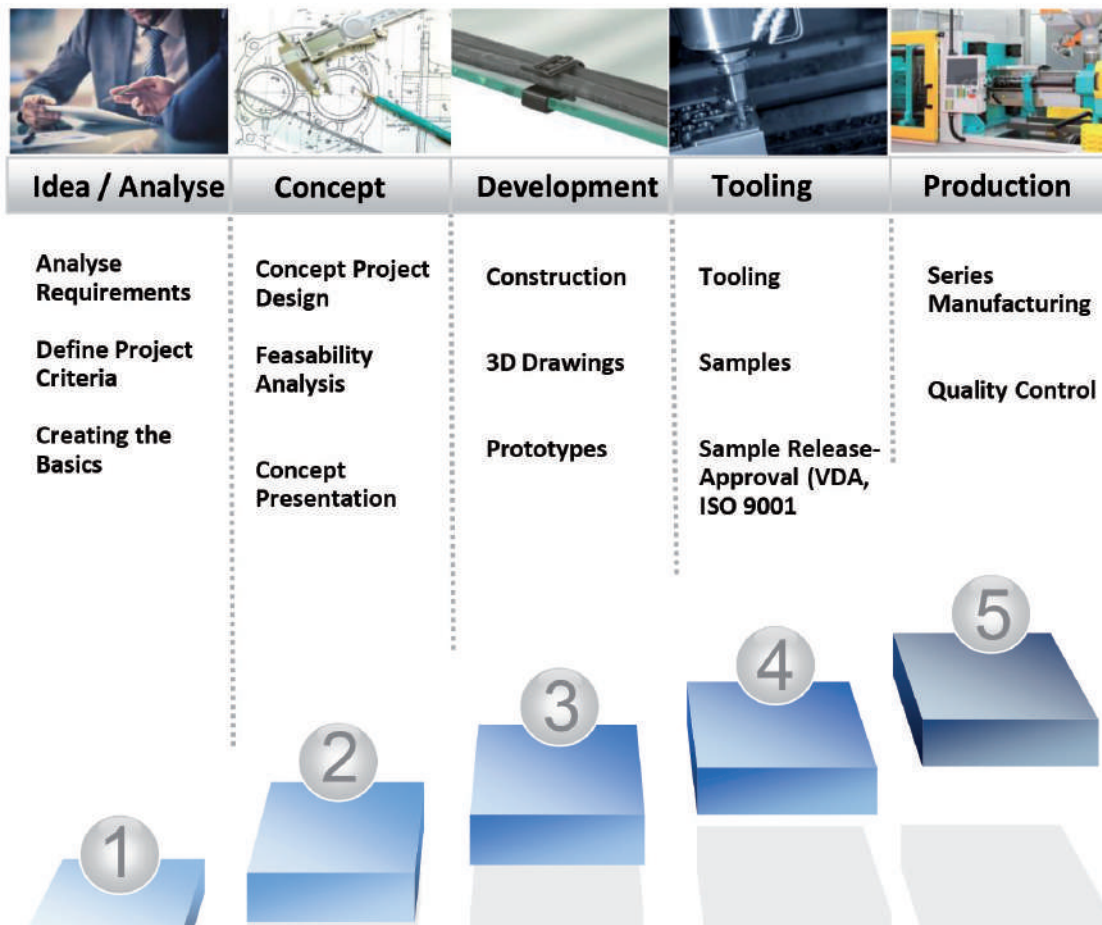 Idea / Analyse
Concept
Development
Tooling
Production
Analyse
Requirements
Define Project
Criteria
Creating the
Basics
Concept Project
Design
Feasability
Analysis
Concept
Presentation
Construction
3D Drawings
Prototypes
Tooling
Samples
Sample Release-
Approval (VDA,
ISO 9001
Series
Manufacturing
Quality Control
1
2
3
4
5